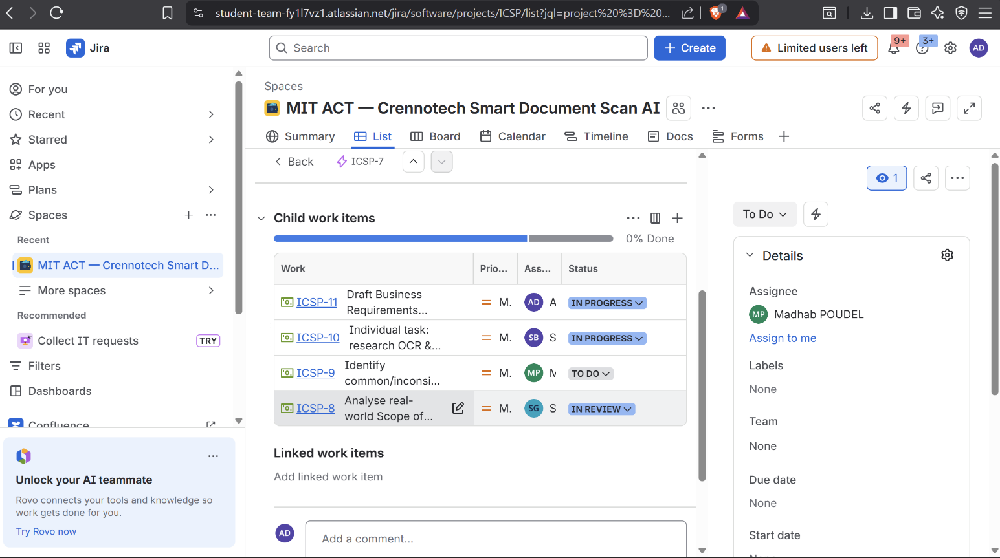 student-team-fy1l7vz1.atlassian.net/jira/software/projects/ICSP/list?jql=project%20%3D%20...
1
Jira
Search
Create
Limited users left
9+
3+
AD
For you
Recent
Starred
Apps
Plans
Spaces
Recent
MIT ACT — Crennotech Smart D...
More spaces
Recommended
Collect IT requests
TRY
Filters
Dashboards
Confluence
Unlock your AI teammate
Rovo connects your tools and knowledge so
work gets done for you.
Try Rovo now
Spaces
MIT ACT — Crennotech Smart Document Scan AI
Summary
List
Board
Calendar
Timeline
Docs
Forms
Back
ICSP-7
Child work items
0% Done
Work
Prio...
Ass...
Status
ICSP-11
Draft Business
Requirements...
M.
AD
A
IN PROGRESS
ICSP-10
Individual task:
research OCR &...
M.
SB
S
IN PROGRESS
ICSP-9
Identify
common/inconsi...
M.
MP
M
TO DO
ICSP-8
Analyse real-
world Scope of...
M.
SG
S
IN REVIEW
Linked work items
Add linked work item
AD
Add a comment...
1
To Do
Details
Assignee
MP
Madhab POUDEL
Assign to me
Labels
None
Team
None
Due date
None
Start date